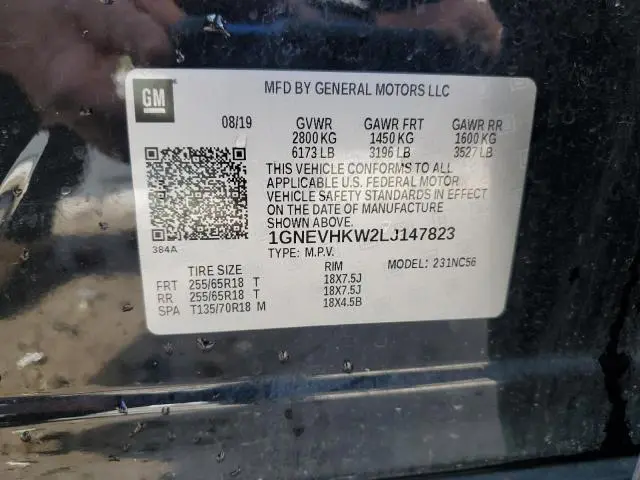 GM
MFD BY GENERAL MOTORS LLC
08/19 GVWR GAWR FRT GAWR RR
2800 KG 1450 KG 1600 KG
6173 LB 3196 LB 3527 LB
THIS VEHICLE CONFORMS TO ALL
APPLICABLE U.S. FEDERAL MOTOR
VEHICLE SAFETY STANDARDS IN EFFECT
ON THE DATE OF MANUFACTURE
SHOWN ABOVE.
1GNEVHKW2LJ147823
384A
TYPE: M.P.V. MODEL: 231NC56
TIRE SIZE RIM
FRT 255/65R18 T 18X7.5J
RR 255/65R18 T 18X7.5J
SPA T135/70R18 M 18X4.5B